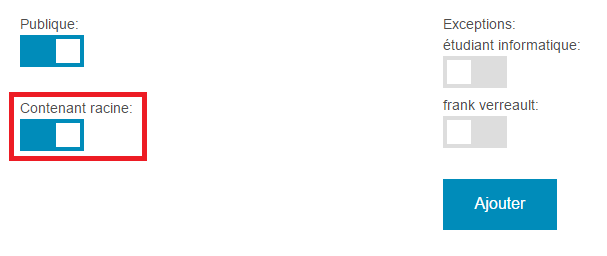 Publique:
Contenant racine:
Exceptions:
étudiant informatique:
frank verreault:
Ajouter